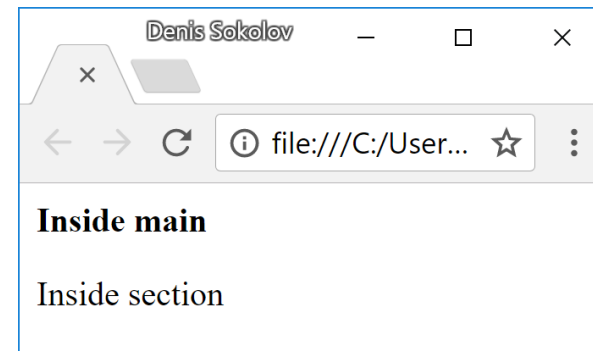 Denis Sokolov
file:///C:/User...
Inside main
Inside section